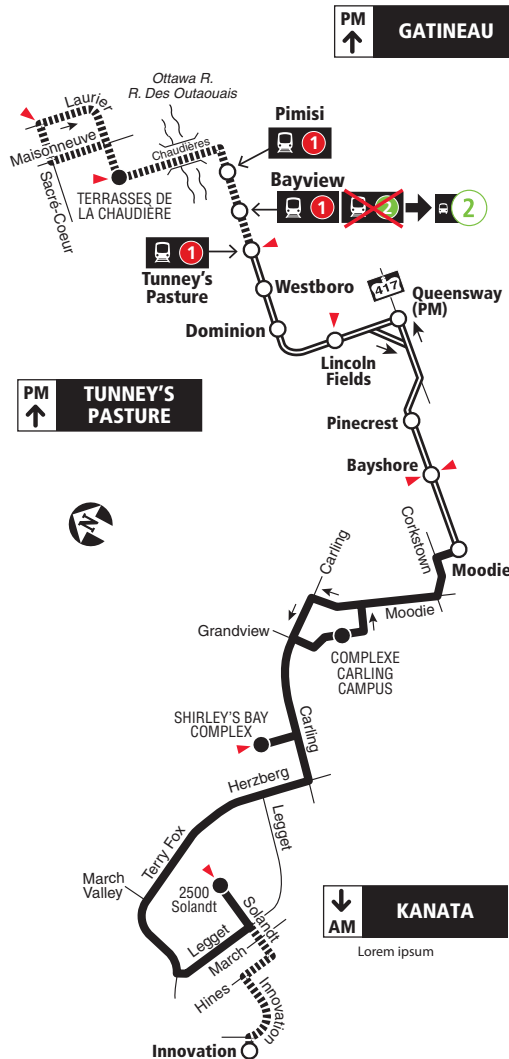 PM
GATINEAU
Ottawa R.
R. Des Outaouais
Laurier
Maisonneuve
Sacré-Coeur
Chaudières
TERRASSES DE
LA CHAUDIÈRE
Pimisi
1
Bayview
1
2
2
1
Tunney's
Pasture
Westboro
Dominion
417
Queensway
(PM)
Lincoln
Fields
PM
TUNNEY'S
PASTURE
Pinecrest
Bayshore
N
Corkstown
Moodie
Carling
Moodie
Grandview
COMPLEXE
CARLING
CAMPUS
SHIRLEY'S BAY
COMPLEX
Carling
Herzberg
Legget
Terry Fox
March
Valley
2500
Solandt
Solandt
Legget
March
Hines
Innovation
Innovation
AM
KANATA
Lorem ipsum